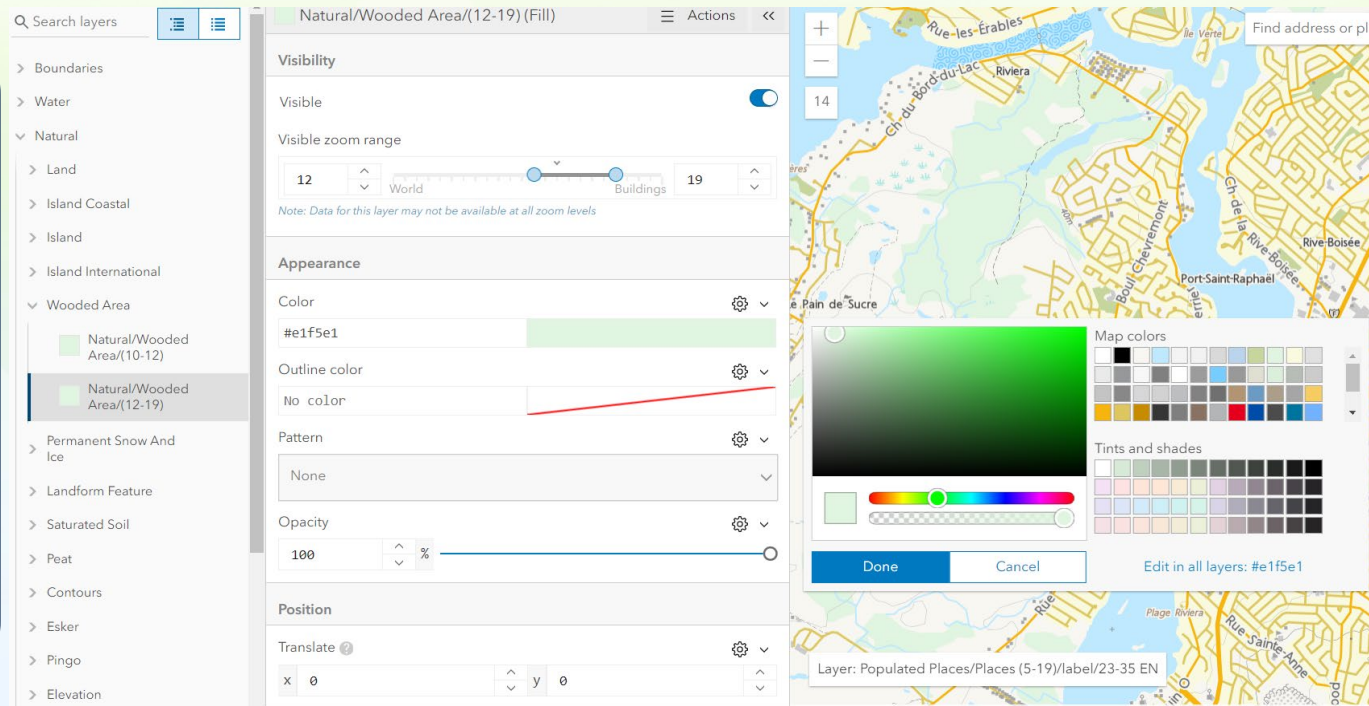 Search layers
Boundaries
Water
Natural
Land
Island Coastal
Island
Island International
Wooded Area
Natural/Wooded
Area/(10-12)
Natural/Wooded
Area/(12-19)
Permanent Snow And
Ice
Landform Feature
Saturated Soil
Peat
Contours
Esker
Pingo
Elevation
Natural/Wooded Area/(12-19) (Fill)
Actions
Visibility
Visible
Visible zoom range
12
World
Buildings
19
Note: Data for this layer may not be available at all zoom levels
Appearance
Color
#e1f5e1
Outline color
No color
Pattern
None
Opacity
100
%
Position
Translate
x 0
y 0
14
Find address or pl
Rue-les-Érables
Île Verte
Ch-du-Bord-du-Lac
Riviera
40m
Boul Chevremont
Ch-de-la-Rive-Boisée
Rive-Boisée
Port-Saint-Raphaël
Pain de Sucre
Map colors
Tints and shades
Done
Cancel
Edit in all layers: #e1f5e1
Rue
Plage Riviera
Rue Sainte-Anne
Layer: Populated Places/Places (5-19)/label/23-35 EN